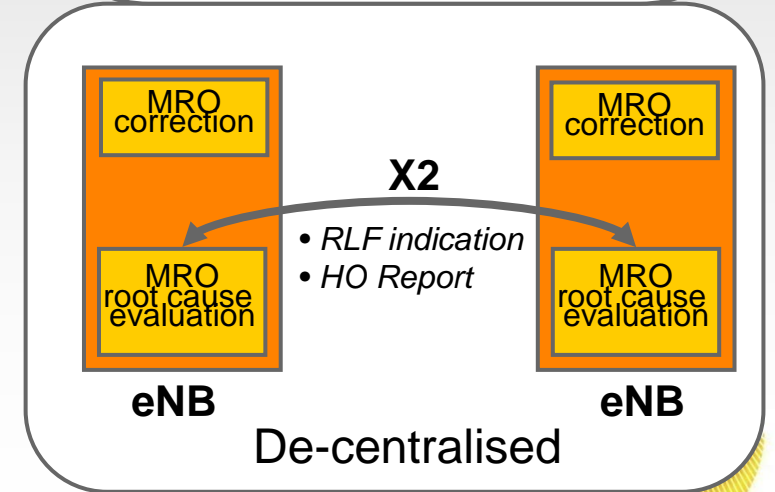 MRO
correction
MRO
correction
X2
• RLF indication
• HO Report
MRO
root cause
evaluation
MRO
root cause
evaluation
eNB
eNB
De-centralised